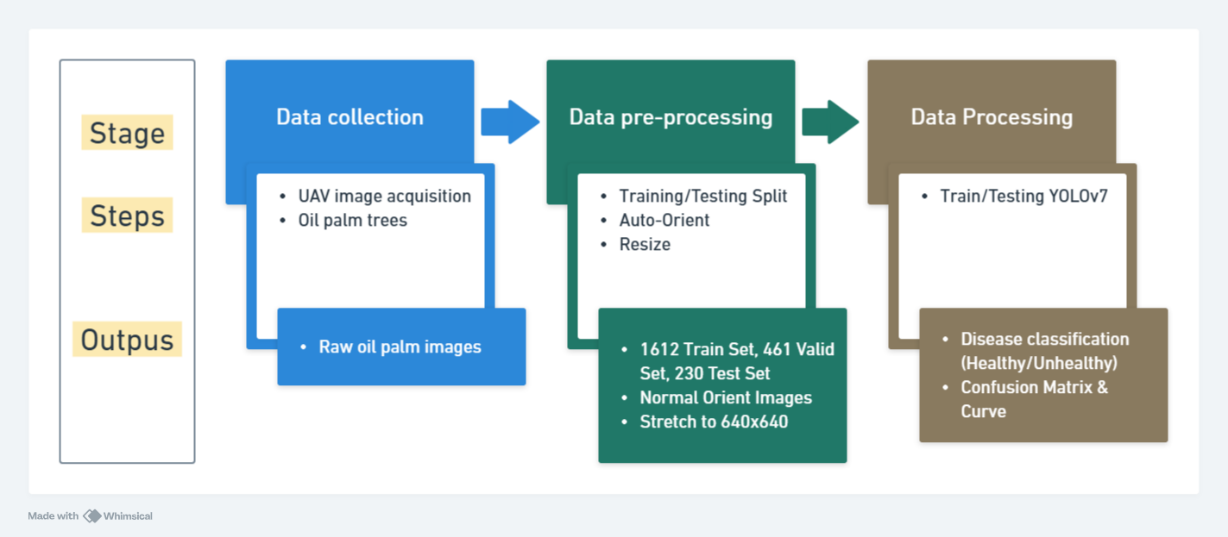 Stage
Steps
Outpus
Data collection
• UAV image acquisition
• Oil palm trees
• Raw oil palm images
Data pre-processing
• Training/Testing Split
• Auto-Orient
• Resize
• 1612 Train Set, 461 Valid
Set, 230 Test Set
• Normal Orient Images
• Stretch to 640x640
Data Processing
• Train/Testing YOLOv7
• Disease classification
(Healthy/Unhealthy)
• Confusion Matrix &
Curve
Made with Whimsical